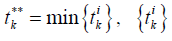 t_k^{**} = min{t_k^i}, {t_k^i}